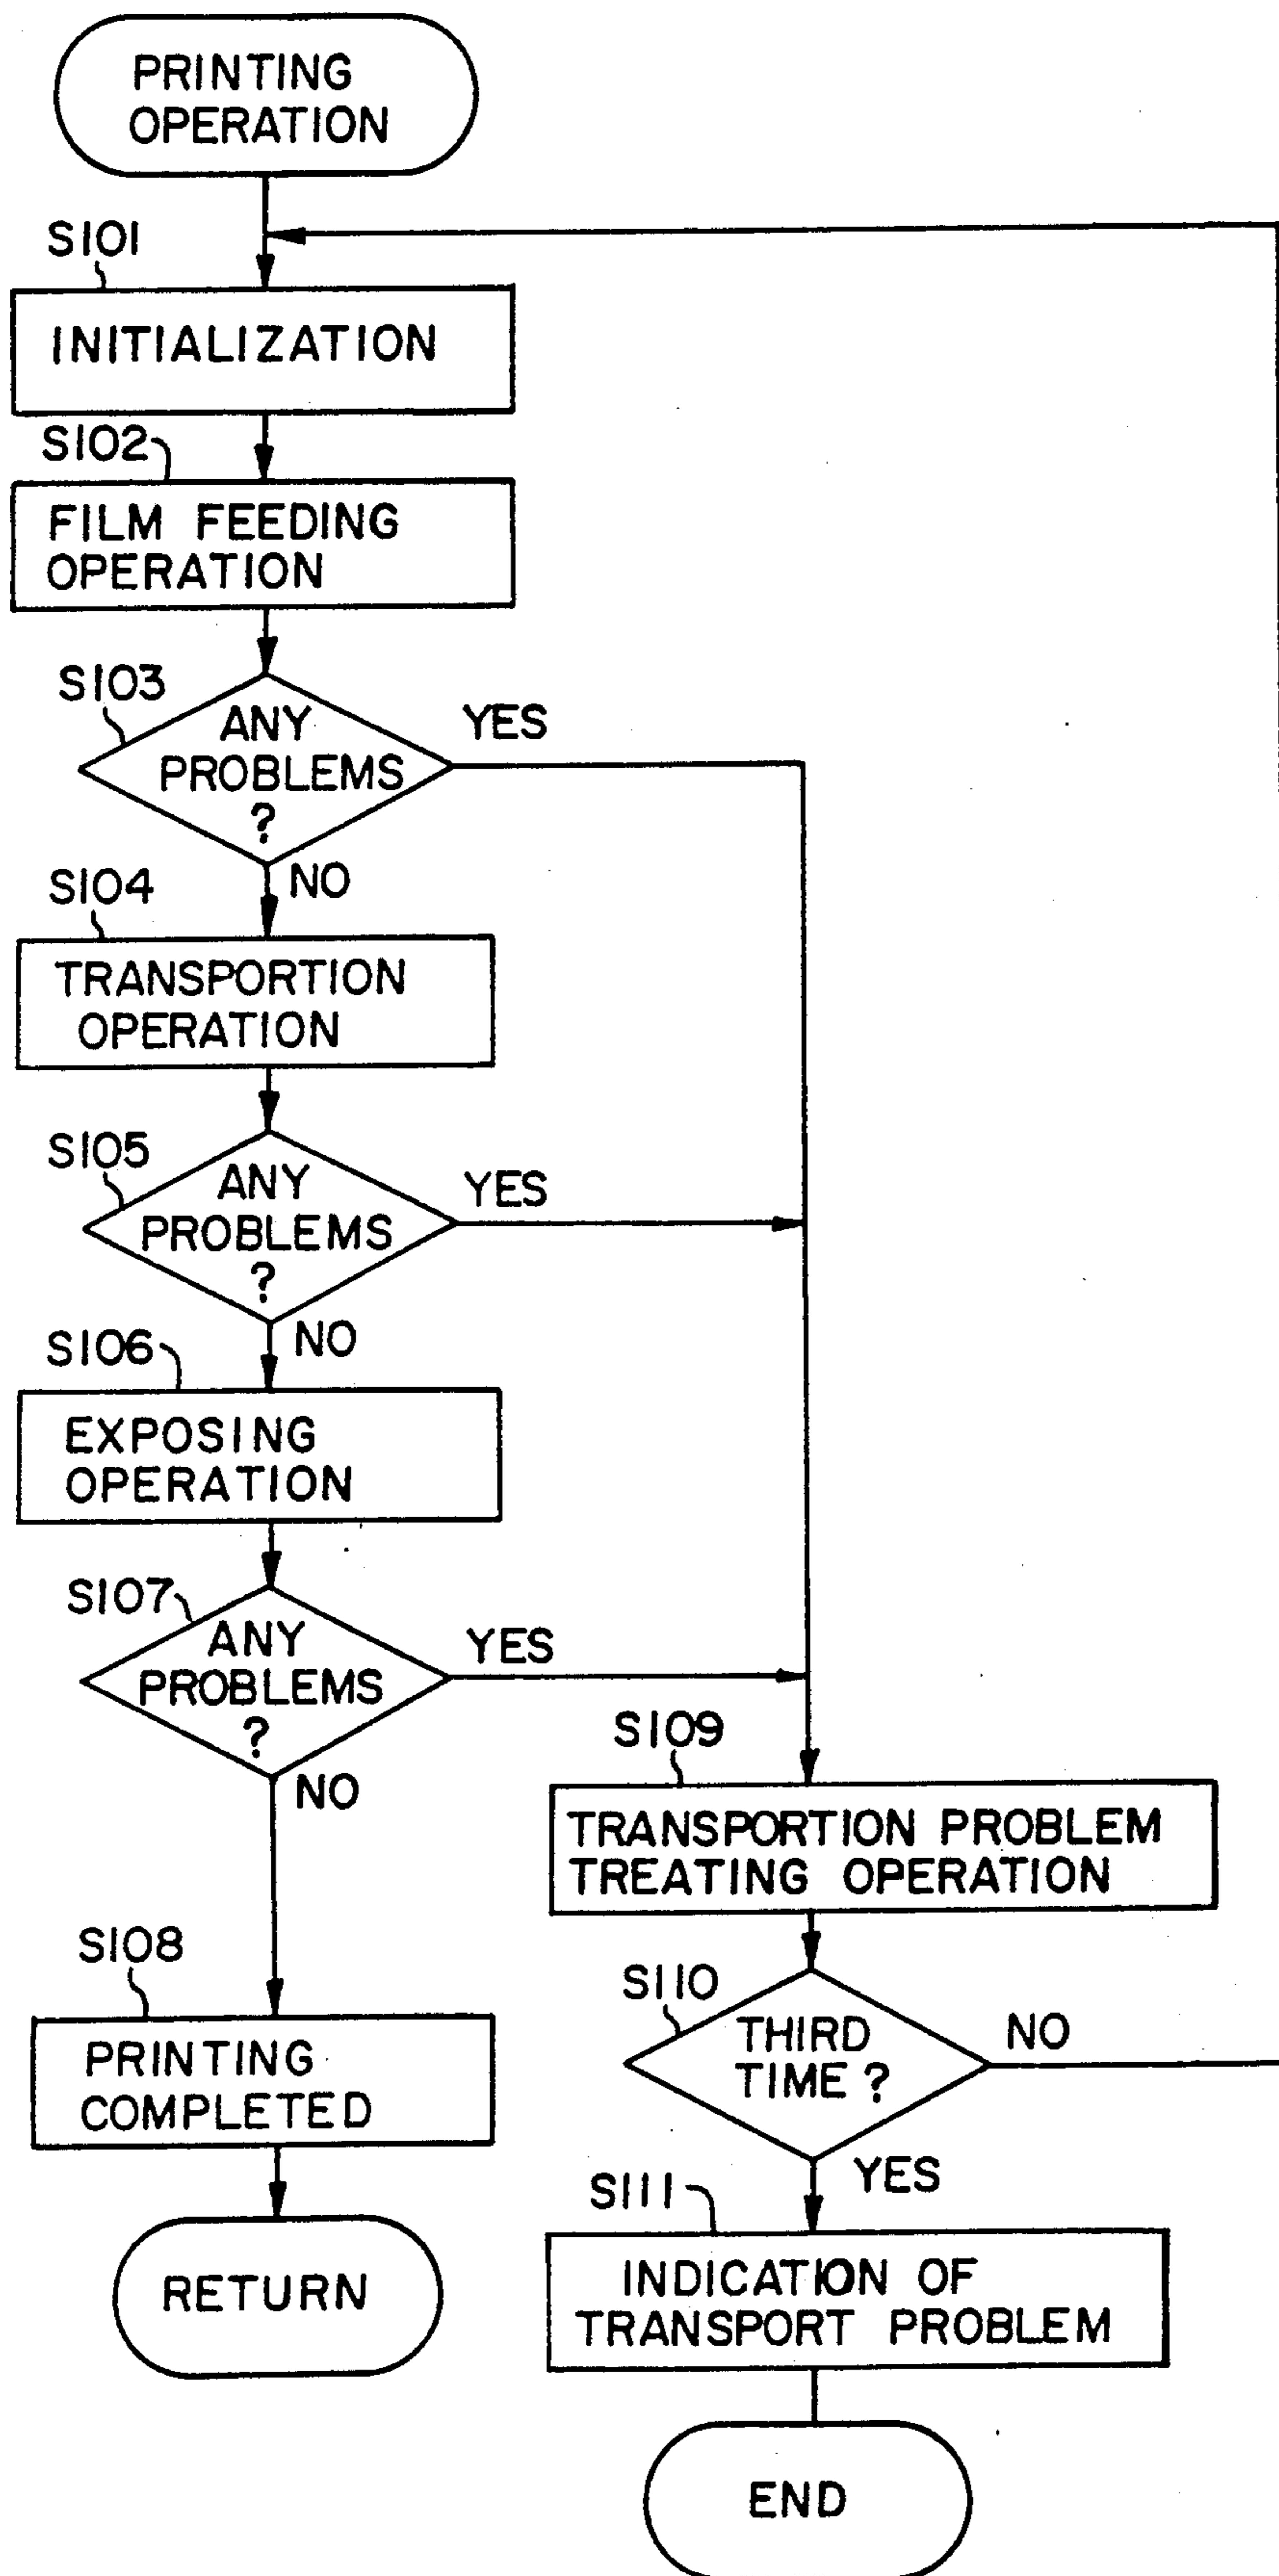 PRINTING
OPERATION
S101
INITIALIZATION
S102
FILM FEEDING
OPERATION
S103
ANY
PROBLEMS
?
YES
NO
S104
TRANSPORTION
OPERATION
S105
ANY
PROBLEMS
?
YES
NO
S106
EXPOSING
OPERATION
S107
ANY
PROBLEMS
?
YES
NO
S108
PRINTING
COMPLETED
RETURN
S109
TRANSPORTION PROBLEM
TREATING OPERATION
S110
THIRD
TIME ?
NO
YES
S111
INDICATION OF
TRANSPORT PROBLEM
END